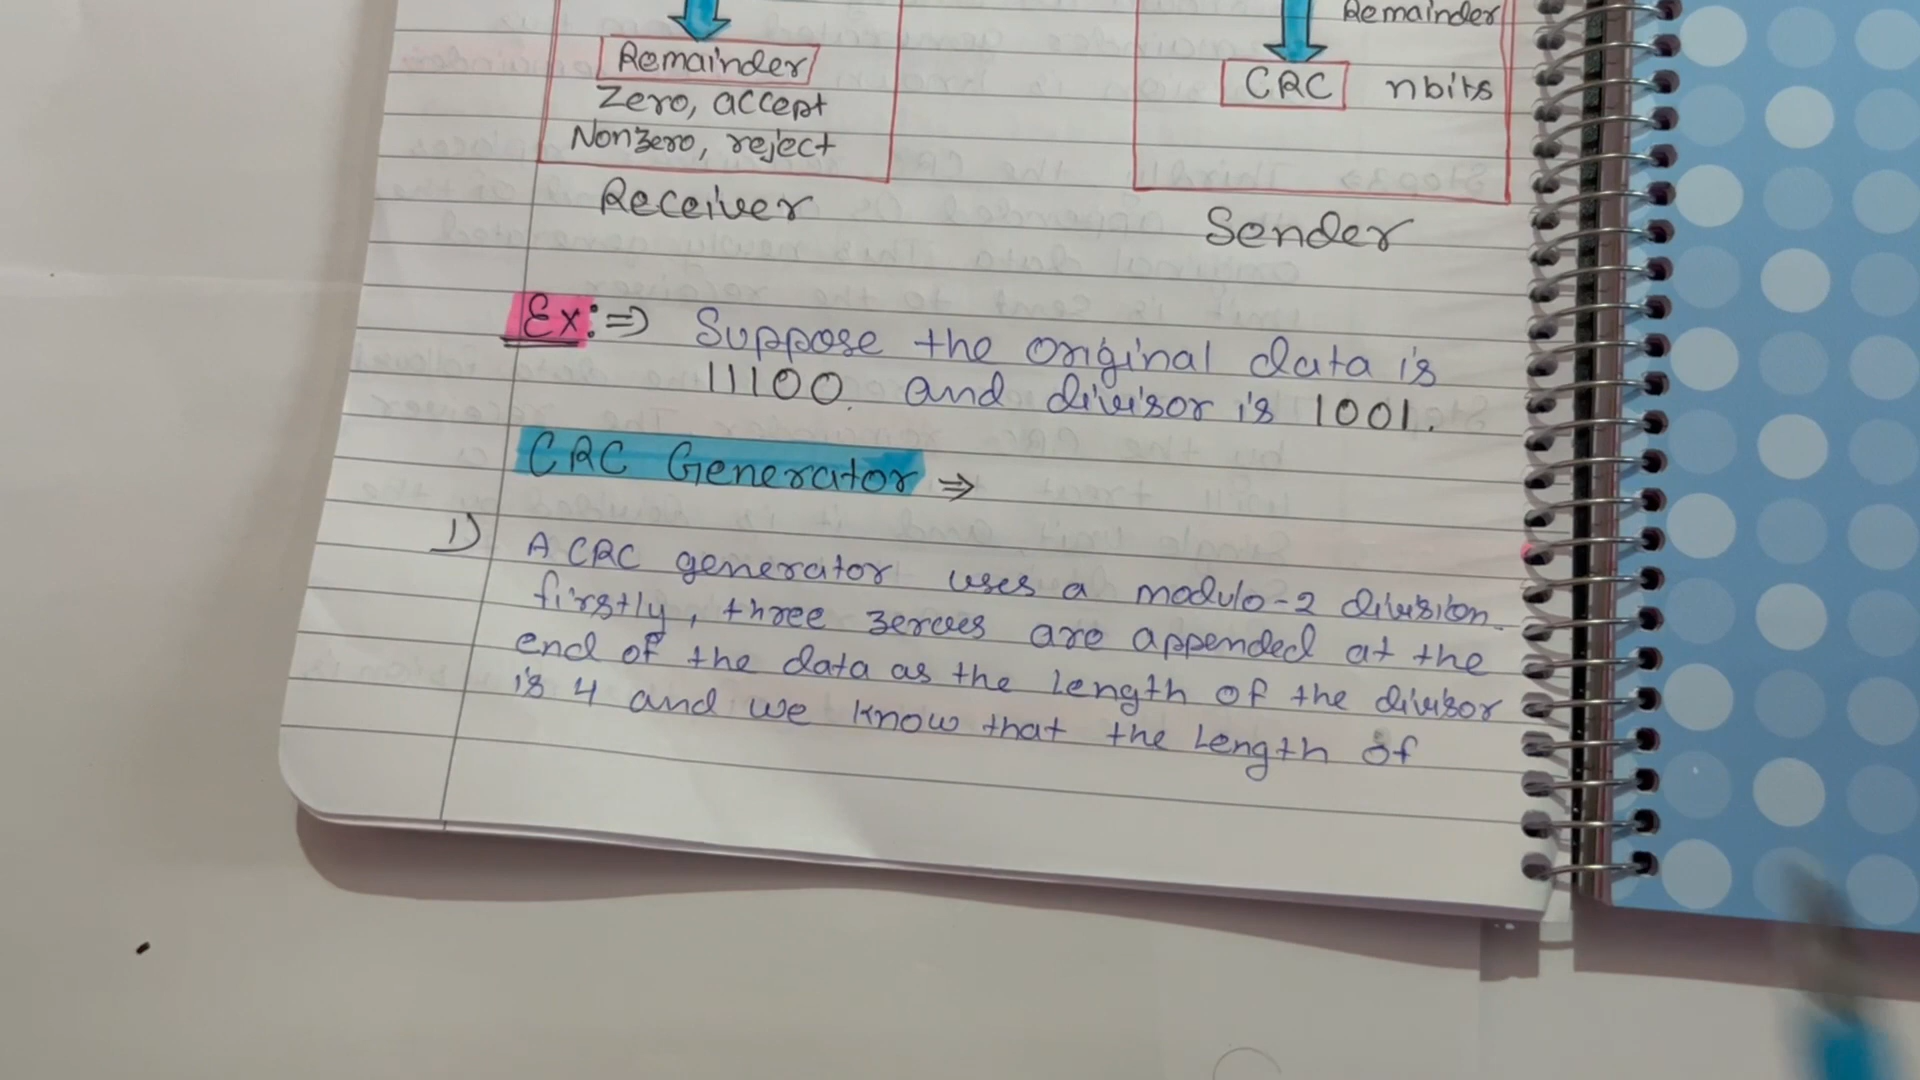 Remainder
Zero, accept
Nonzero, reject
Receiver
Remainder
CRC nbits
Sender
Ex:⇒ Suppose the original data is
11100. and divisor is 1001.
CRC Generator ⇒
1) A CRC generator uses a modulo-2 division.
firstly, three zeroes are appended at the
end of the data as the length of the divisor
is 4 and we know that the length of